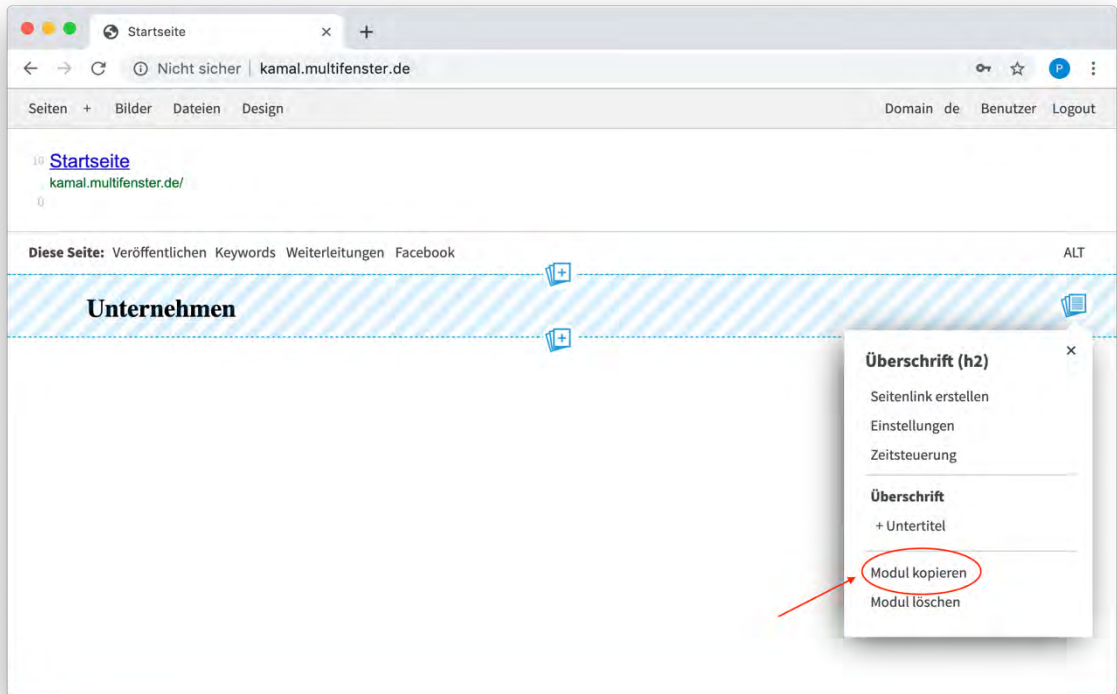 Startseite
Nicht sicher | kamal.multifenster.de
P
Seiten + Bilder Dateien Design Domain de Benutzer Logout
10 Startseite
kamal.multifenster.de/
0
Diese Seite: Veröffentlichen Keywords Weiterleitungen Facebook ALT
Unternehmen
Überschrift (h2)
Seitenlink erstellen
Einstellungen
Zeitsteuerung
Überschrift
+ Untertitel
Modul kopieren
Modul löschen